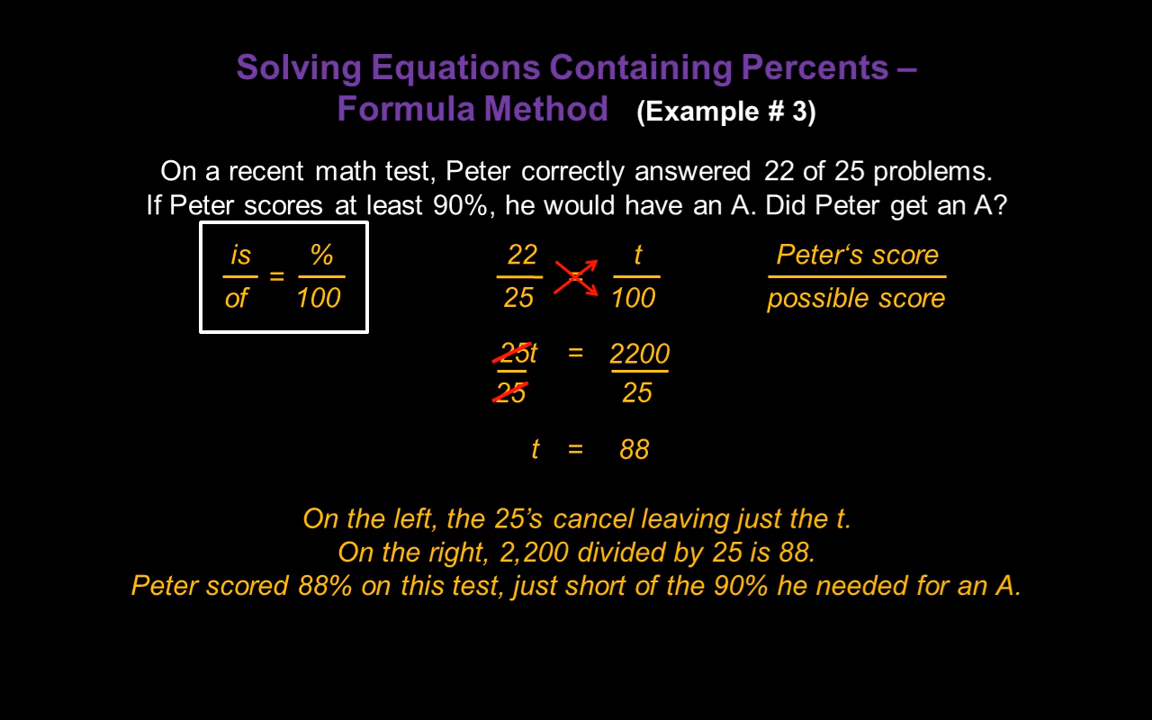 Solving Equations Containing Percents –
Formula Method (Example # 3)
On a recent math test, Peter correctly answered 22 of 25 problems.
If Peter scores at least 90%, he would have an A. Did Peter get an A?
is % 22 t Peter‘s score
= =
of 100 25 100 possible score
25t = 2200
25 25
t = 88
On the left, the 25’s cancel leaving just the t.
On the right, 2,200 divided by 25 is 88.
Peter scored 88% on this test, just short of the 90% he needed for an A.